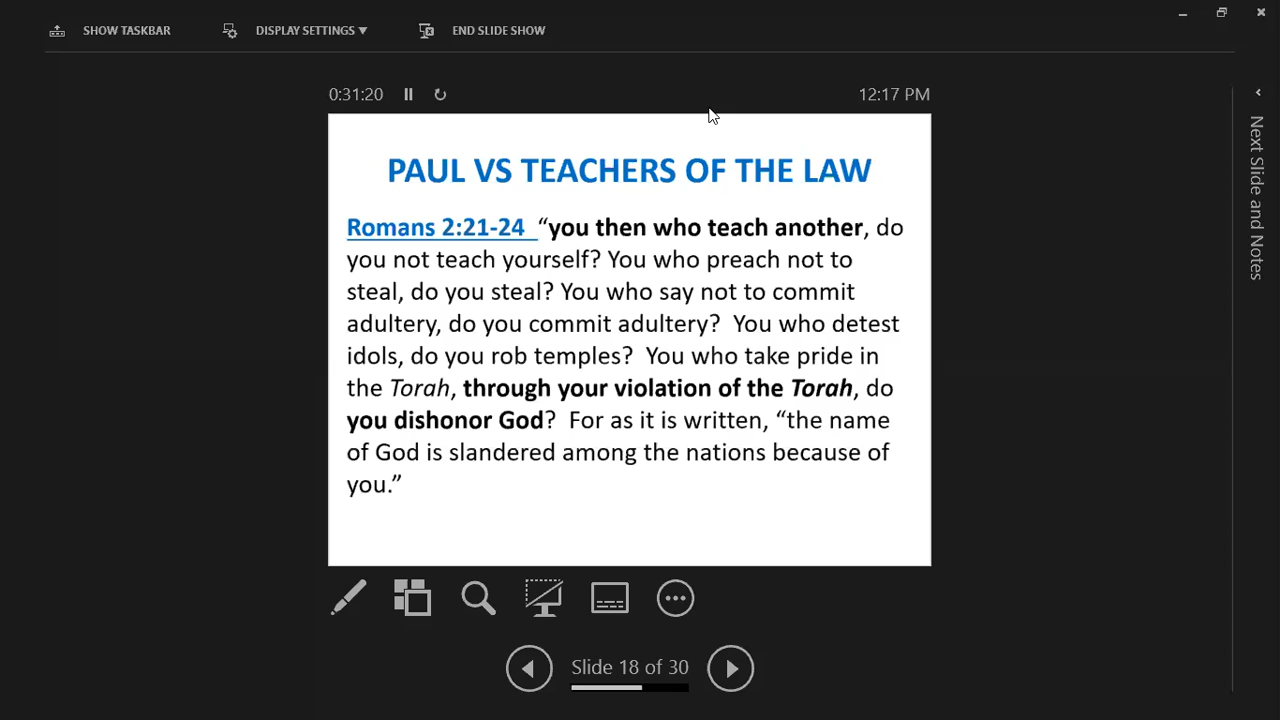 SHOW TASKBAR
DISPLAY SETTINGS
END SLIDE SHOW
0:31:20
12:17 PM
PAUL VS TEACHERS OF THE LAW
Romans 2:21-24 “you then who teach another, do
you not teach yourself? You who preach not to
steal, do you steal? You who say not to commit
adultery, do you commit adultery? You who detest
idols, do you rob temples? You who take pride in
the Torah, through your violation of the Torah, do
you dishonor God? For as it is written, “the name
of God is slandered among the nations because of
you.”
Slide 18 of 30
Next Slide and Notes